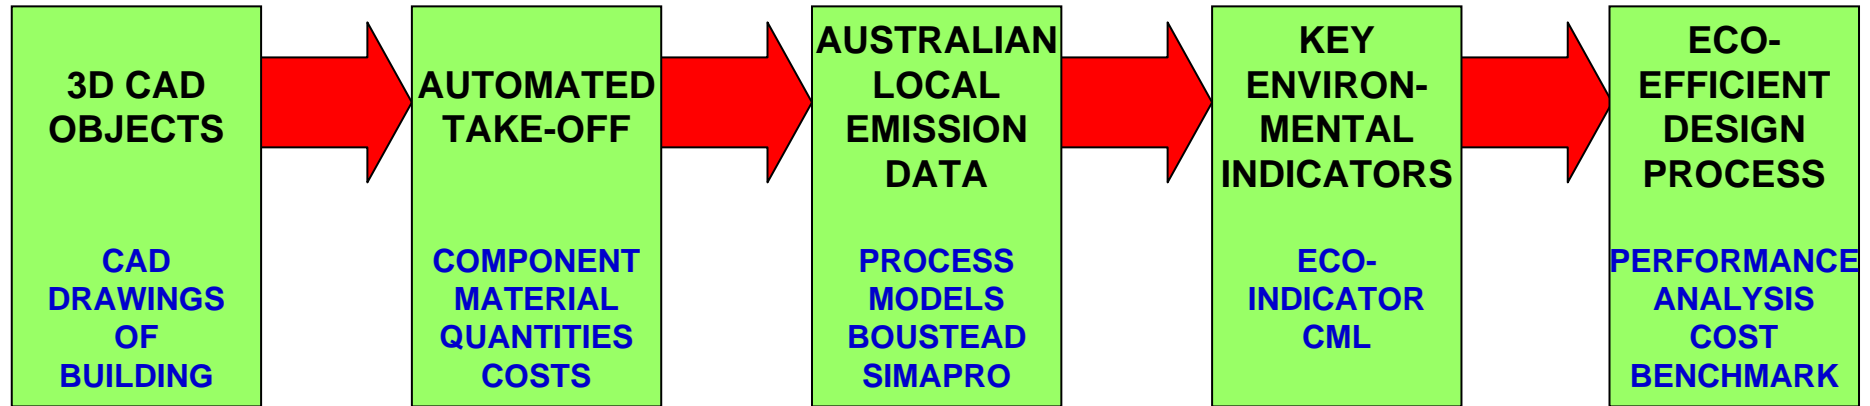 3D CAD
OBJECTS
CAD
DRAWINGS
OF
BUILDING
AUTOMATED
TAKE-OFF
COMPONENT
MATERIAL
QUANTITIES
COSTS
AUSTRALIAN
LOCAL
EMISSION
DATA
PROCESS
MODELS
BOUSTEAD
SIMAPRO
KEY
ENVIRON-
MENTAL
INDICATORS
ECO-
INDICATOR
CML
ECO-
EFFICIENT
DESIGN
PROCESS
PERFORMANCE
ANALYSIS
COST
BENCHMARK